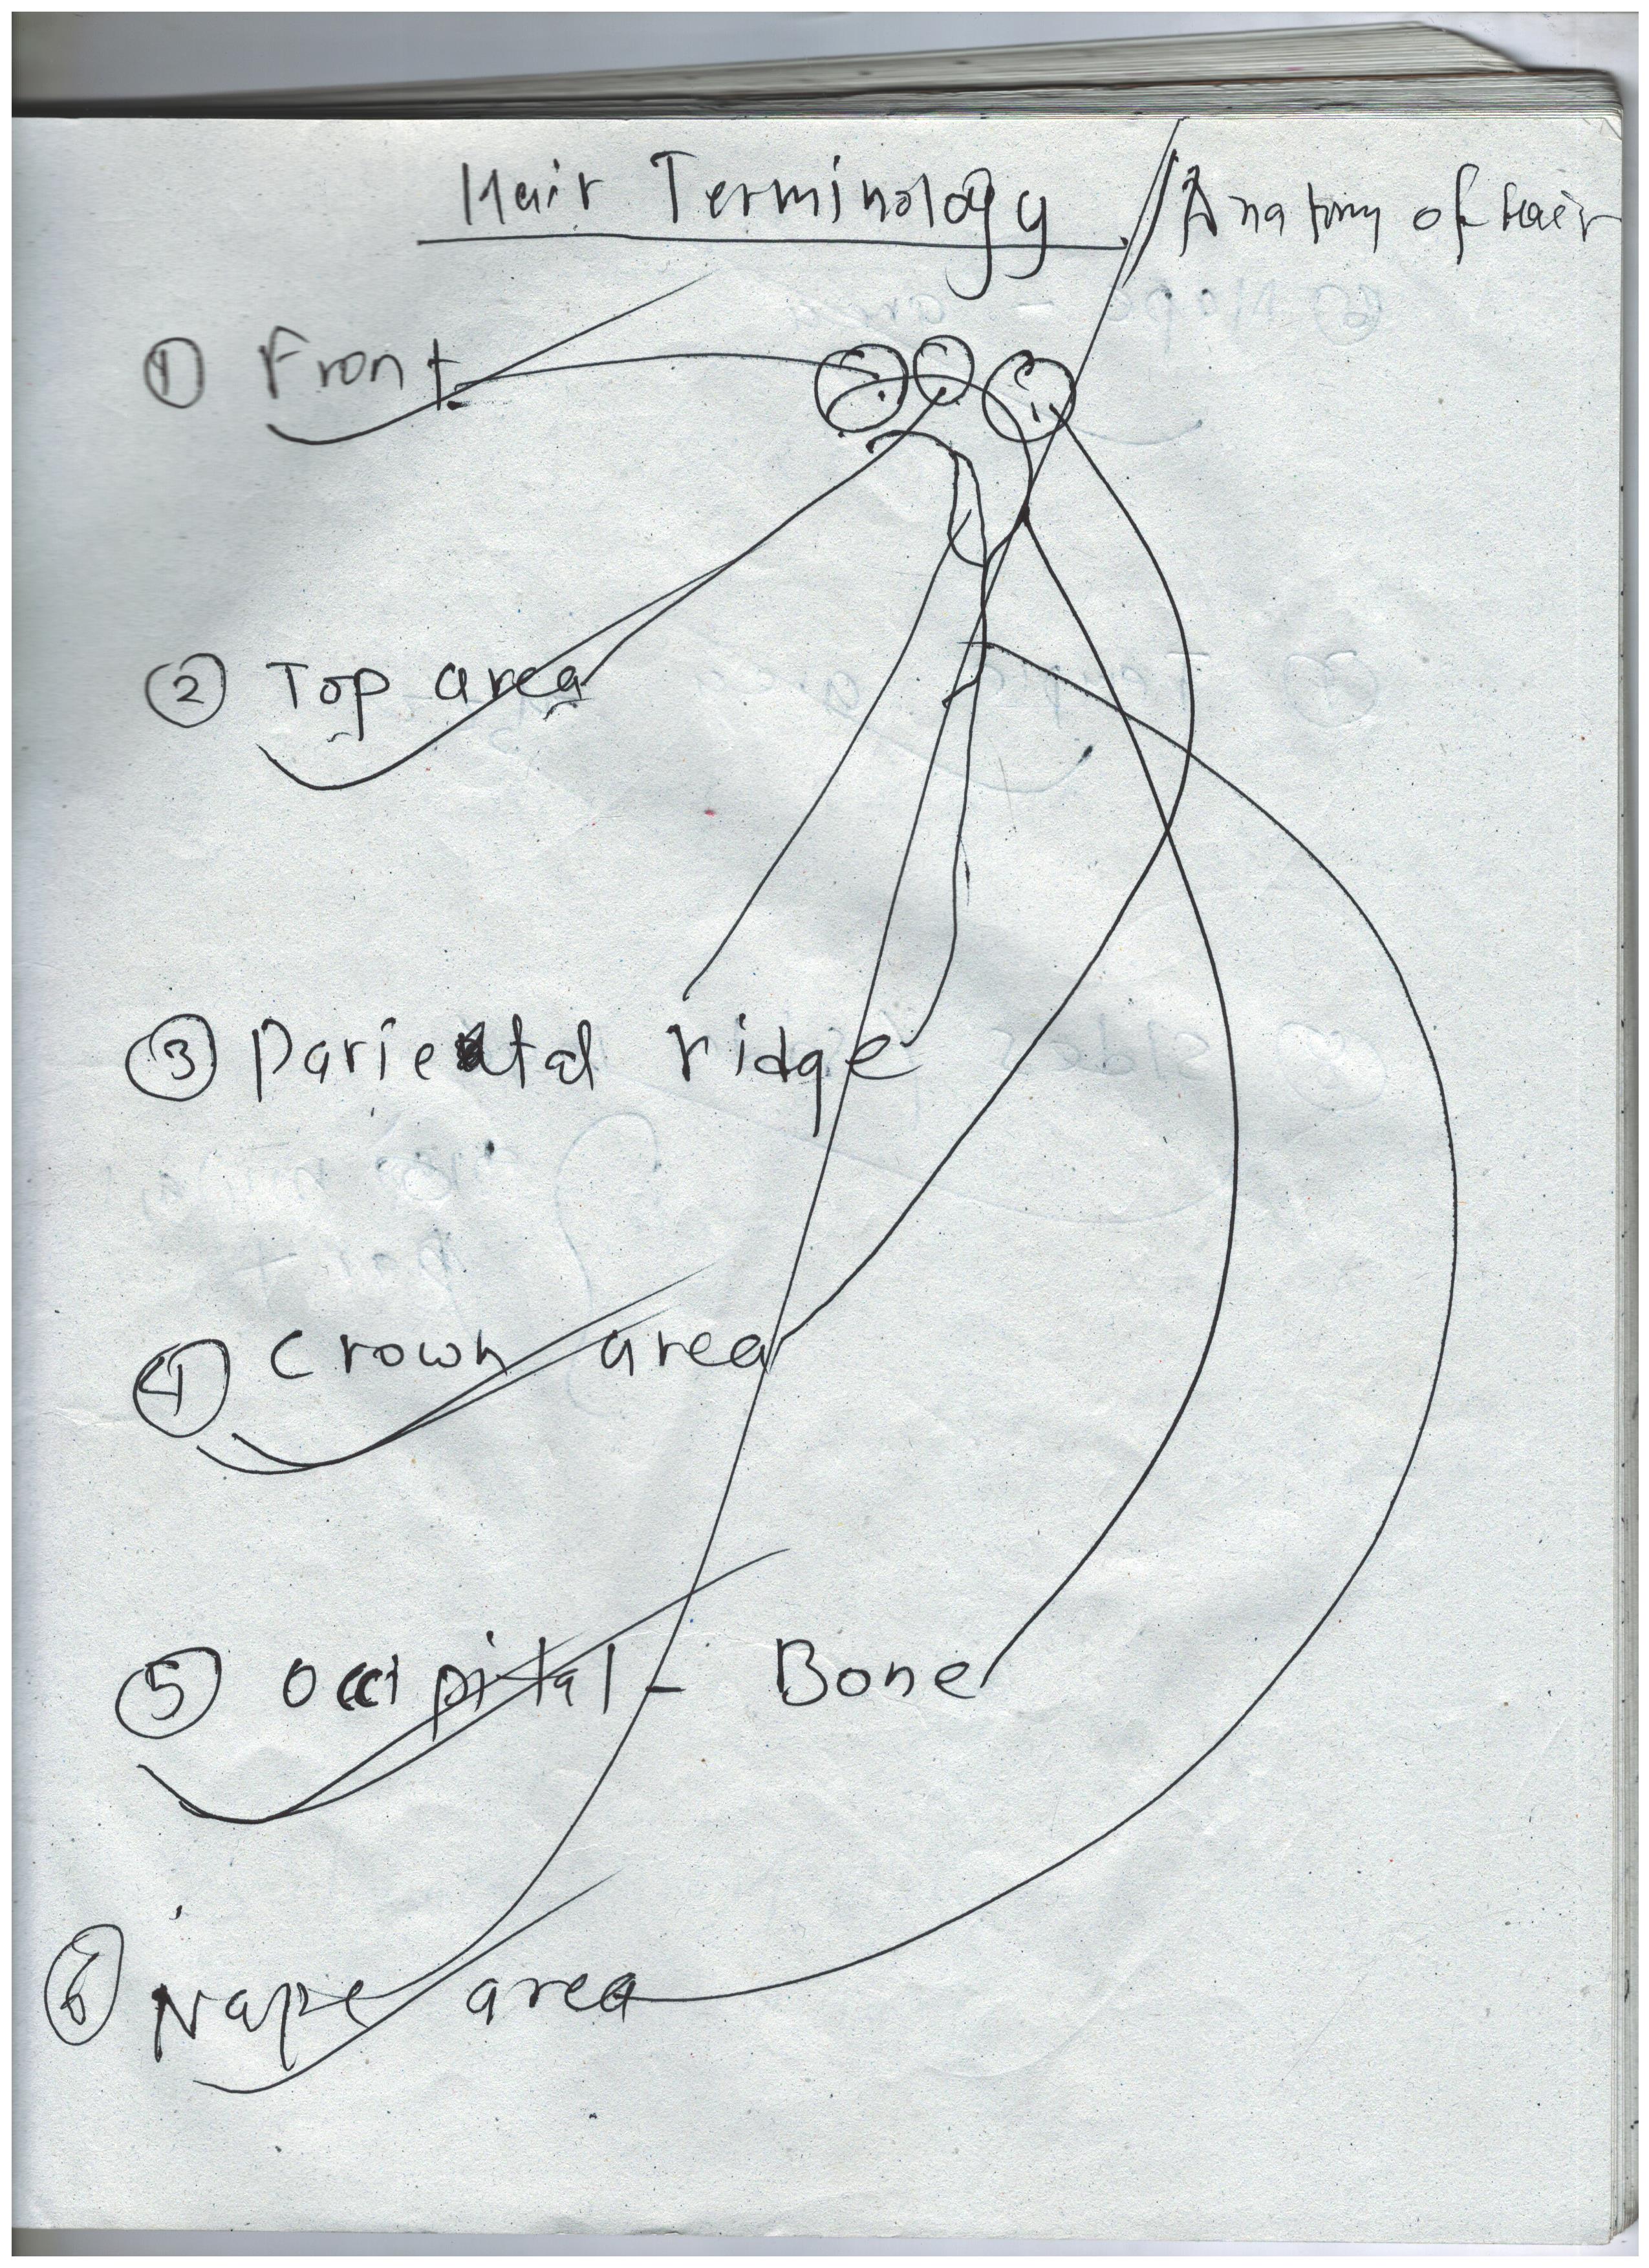 Hair Terminology / Anatomy of hair
① Front
② Top area
③ Parietal ridge
④ Crown area
⑤ Occipital - Bone
⑥ Nape area